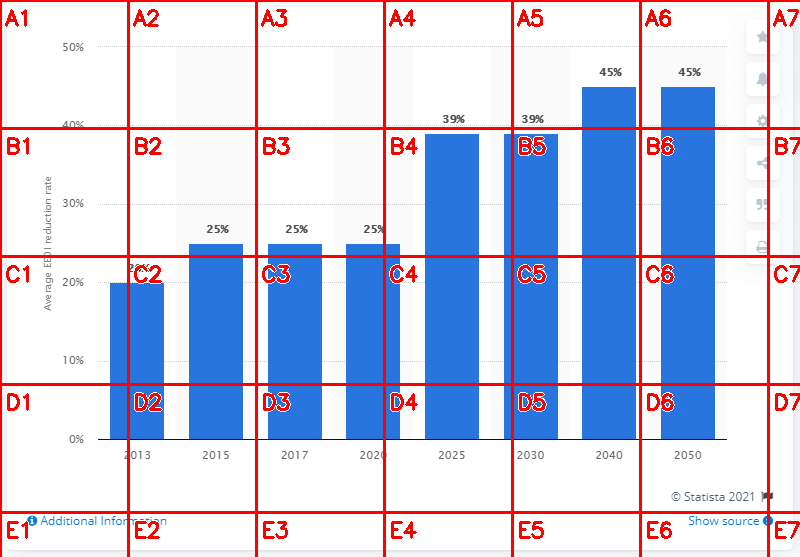 A1 A2 A3 A4 A5 A6 A7
50%
45% 45%
39% 39%
40%
B1 B2 B3 B4 B5 B6 B7
30%
25% 25% 25%
Average EEDI reduction rate
C1 C2 C3 C4 C5 C6 C7
20%
20%
10%
D1 D2 D3 D4 D5 D6 D7
0%
2013 2015 2017 2020 2025 2030 2040 2050
© Statista 2021
Additional Information Show source
E1 E2 E3 E4 E5 E6 E7